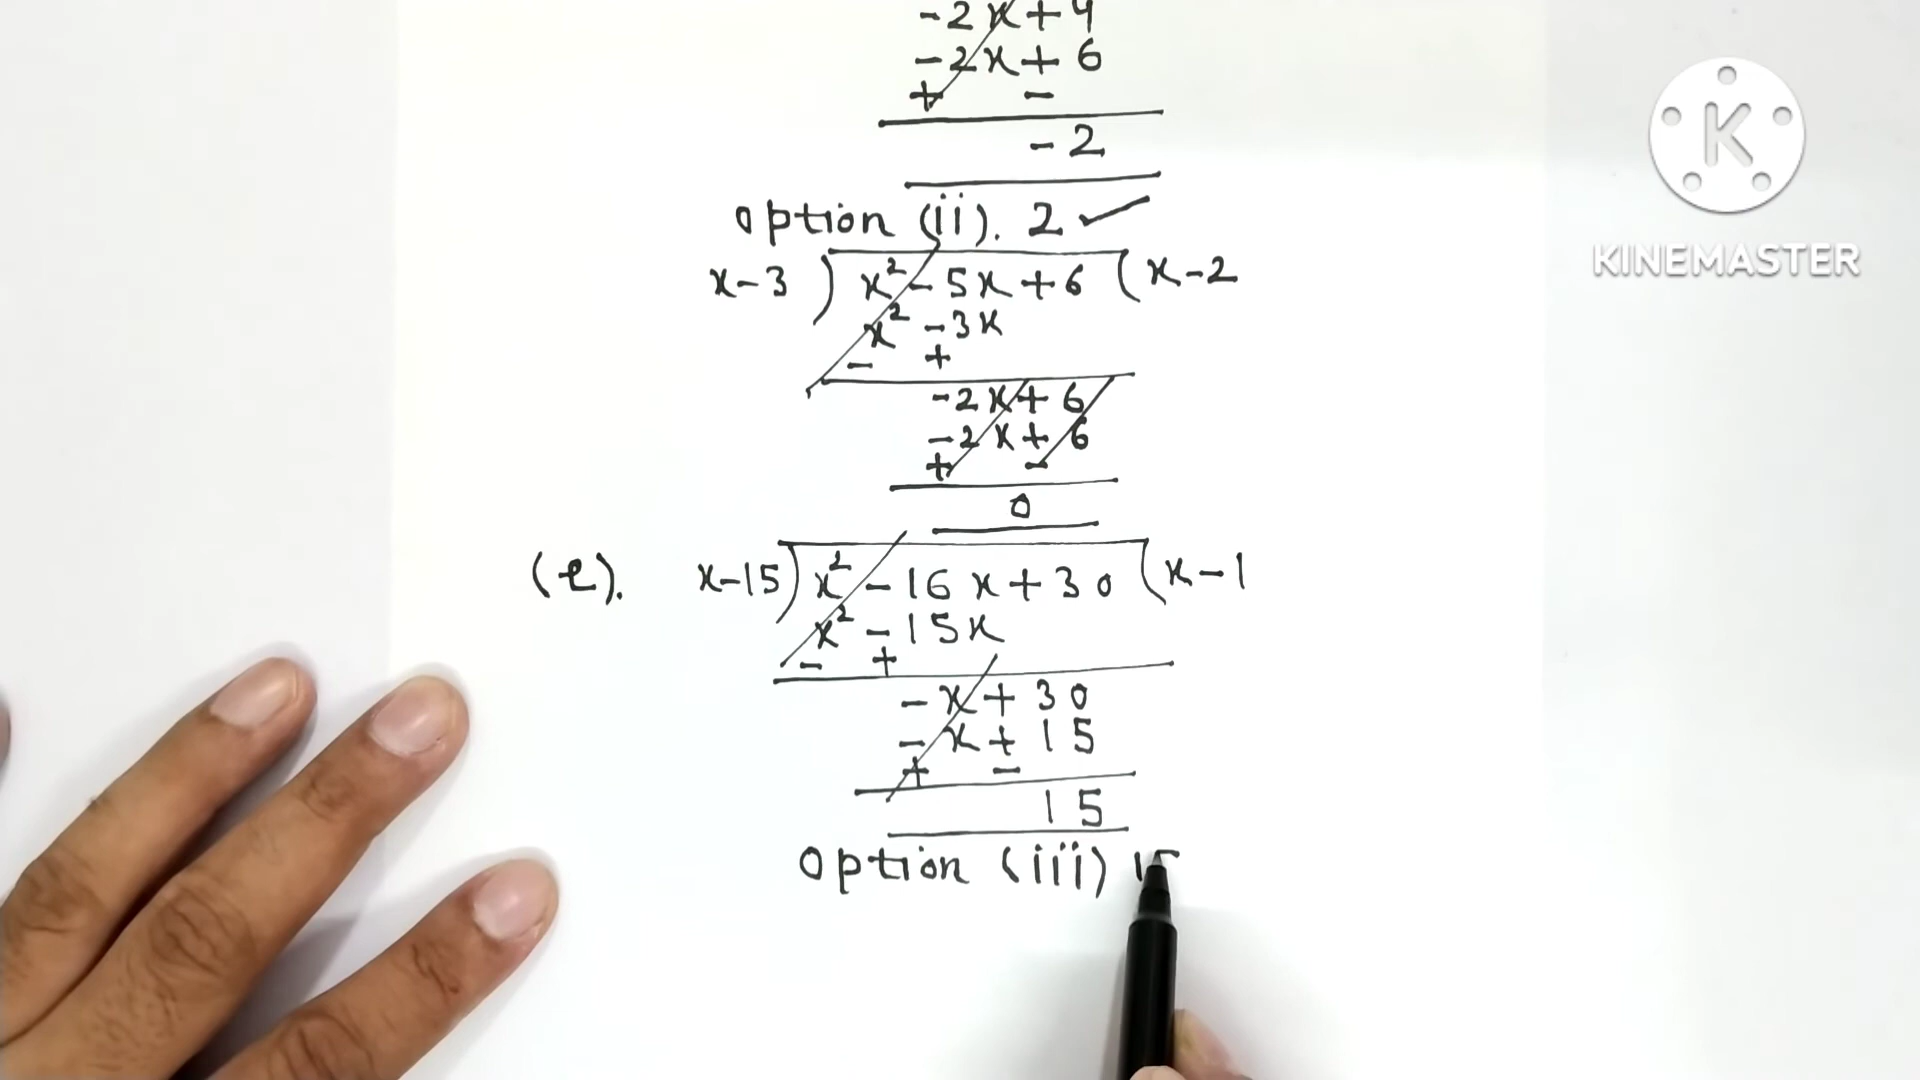 -2x+4
-2x+6
+ -
-2
option (ii). 2 ✓
x-3 ) x² - 5x + 6 ( x-2
x² - 3x
- +
-2x+6
-2x+6
+ -
0
(e). x-15 ) x² - 16x + 30 ( x-1
x² - 15x
- +
-x+30
-x+15
+ -
15
option (iii) 15
K
KINEMASTER